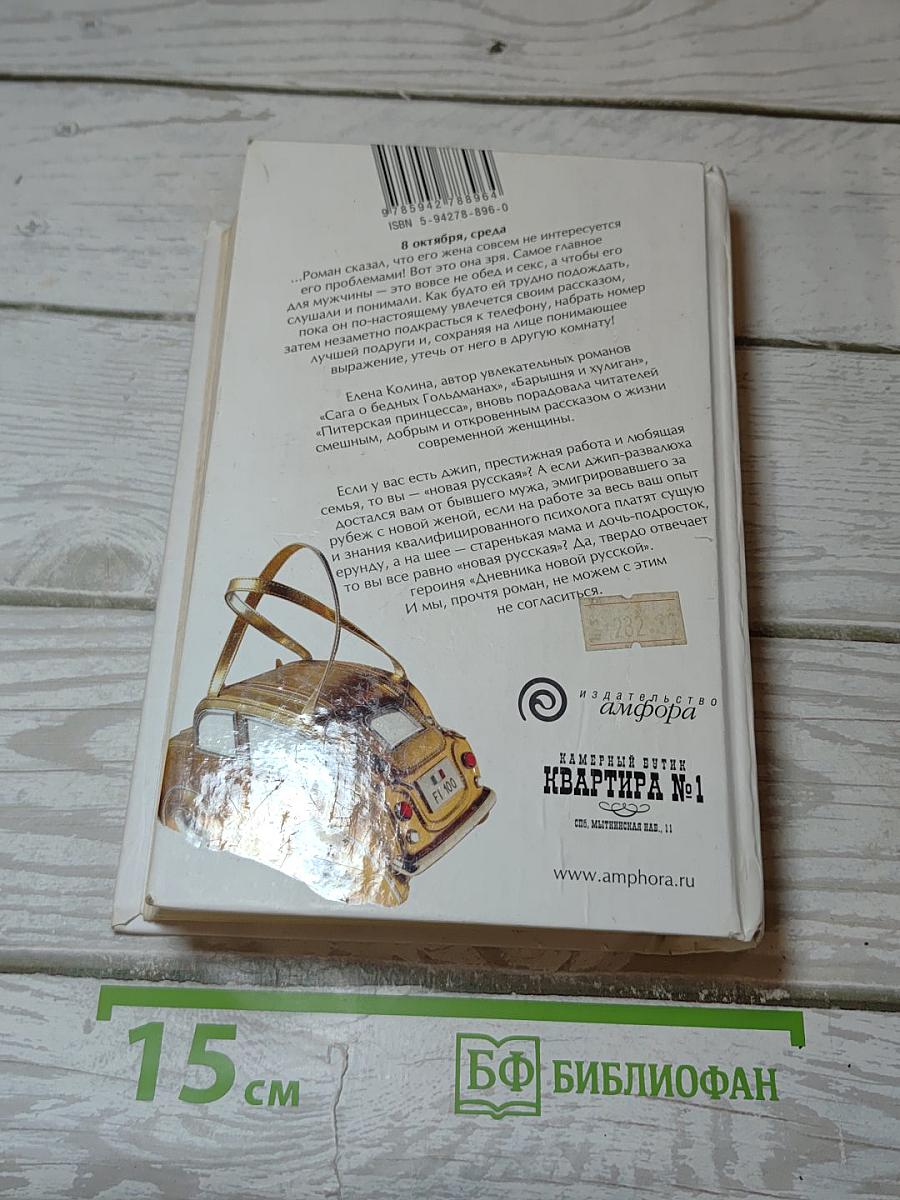 9785942788964
ISBN 5-94278-896-0
8 октября, среда
...Роман сказал, что его жена совсем не интересуется
его проблемами! Вот это она зря. Самое главное
для мужчины — это вовсе не обед и секс, а чтобы его
слушали и понимали. Как будто ей трудно подождать,
пока он по-настоящему увлечется своим рассказом,
затем незаметно подкрасться к телефону, набрать номер
лучшей подруги и, сохраняя на лице понимающее
выражение, утечь от него в другую комнату!
Елена Колина, автор увлекательных романов
«Сага о бедных Гольдманах», «Барышня и хулиган»,
«Питерская принцесса», вновь порадовала читателей
смешным, добрым и откровенным рассказом о жизни
современной женщины.
Если у вас есть джип, престижная работа и любящая
семья, то вы — «новая русская»? А если джип-развалюха
достался вам от бывшего мужа, эмигрировавшего за
рубеж с новой женой, если на работе за весь ваш опыт
и знания квалифицированного психолога платят сущую
ерунду, а на шее — старенькая мама и дочь-подросток,
то вы все равно «новая русская»? Да, твердо отвечает
героиня «Дневника новой русской».
И мы, прочтя роман, не можем с этим
не согласиться.
издательство
амфора
КАМЕРНЫЙ БУТИК
КВАРТИРА №1
СПб, МЫТНИНСКАЯ НАБ., 11
www.amphora.ru
FI 100
15 см
БФ БИБЛИОФАН